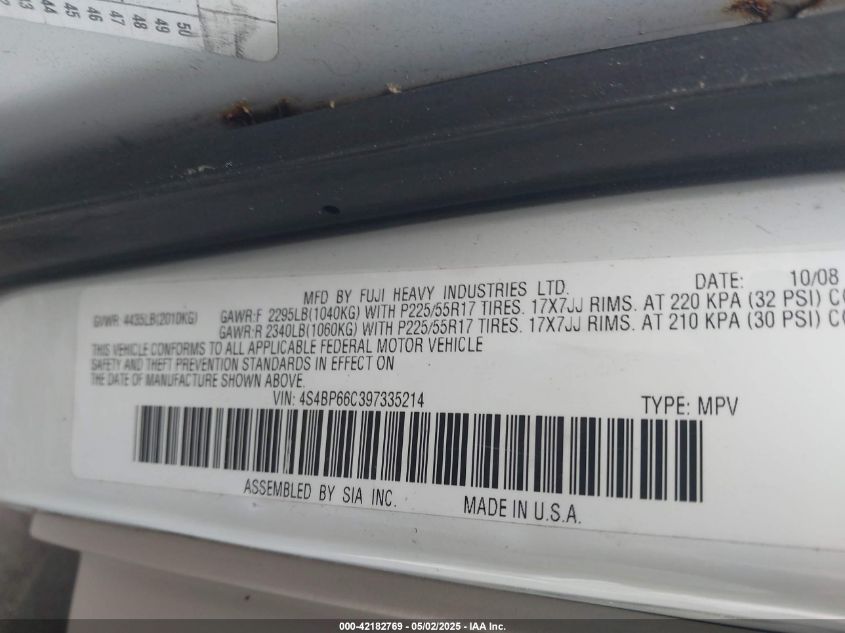 50
49
48
47
46
45
44
43
MFD BY FUJI HEAVY INDUSTRIES LTD. DATE: 10/08
GVWR 4435LB(2010KG) GAWR:F 2295LB(1040KG) WITH P225/55R17 TIRES. 17X7JJ RIMS. AT 220 KPA (32 PSI)
GAWR:R 2340LB(1060KG) WITH P225/55R17 TIRES. 17X7JJ RIMS. AT 210 KPA (30 PSI)
THIS VEHICLE CONFORMS TO ALL APPLICABLE FEDERAL MOTOR VEHICLE
SAFETY AND THEFT PREVENTION STANDARDS IN EFFECT ON
THE DATE OF MANUFACTURE SHOWN ABOVE.
VIN: 4S4BP66C397335214 TYPE: MPV
ASSEMBLED BY SIA INC. MADE IN U.S.A.
000-42182769 - 05/02/2025 - IAA Inc.